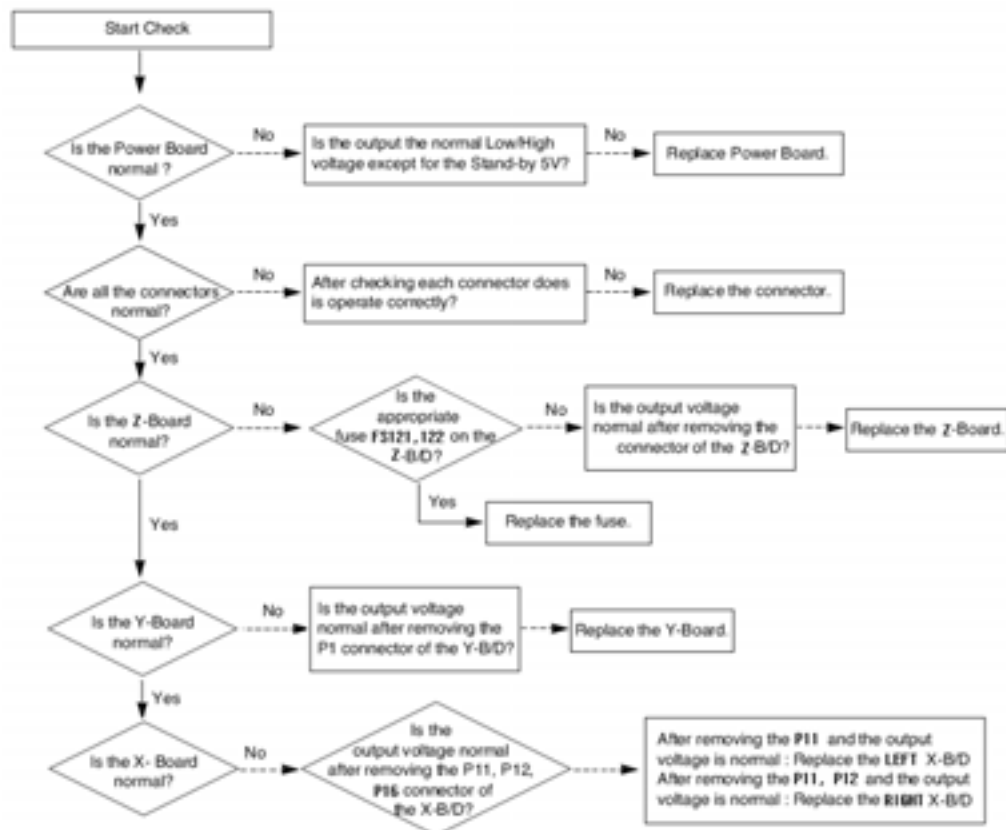 Start Check
Is the Power Board
normal ?
No
Is the output the normal Low/High
voltage except for the Stand-by 5V?
No
Replace Power Board.
Yes
Are all the connectors
normal?
No
After checking each connector does
is operate correctly?
No
Replace the connector.
Yes
Is the Z-Board
normal?
No
Is the
appropriate
fuse FS121,122 on the
Z-B/D?
No
Is the output voltage
normal after removing the
connector of the Z-B/D?
Replace the Z-Board.
Yes
Replace the fuse.
Yes
Is the Y-Board
normal?
No
Is the output voltage
normal after removing the
P1 connector of the Y-B/D?
Replace the Y-Board.
Yes
Is the X- Board
normal?
No
Is the
output voltage normal
after removing the P11, P12,
P16 connector of
the X-B/D?
After removing the P11 and the output
voltage is normal : Replace the LEFT X-B/D
After removing the P11, P12 and the output
voltage is normal : Replace the RIGHT X-B/D